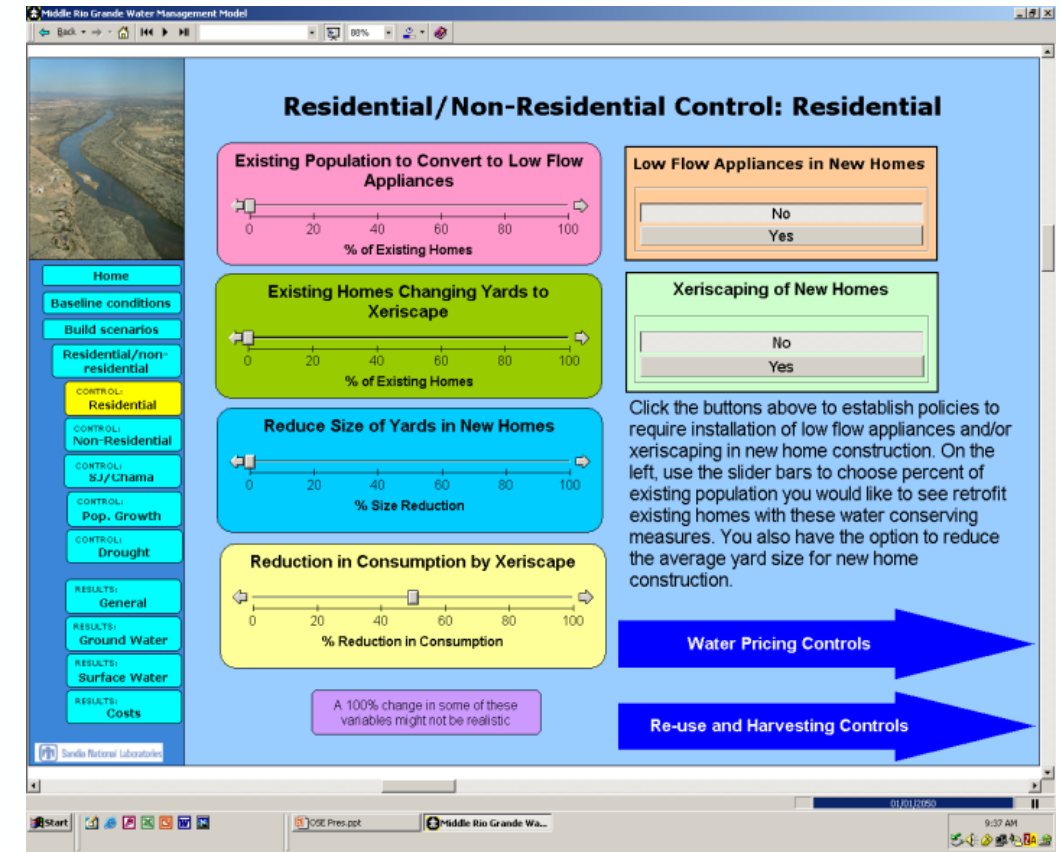 Middle Rio Grande Water Management Model
Back
88%
Residential/Non-Residential Control: Residential
Existing Population to Convert to Low Flow
Appliances
0 20 40 60 80 100
% of Existing Homes
Existing Homes Changing Yards to
Xeriscape
0 20 40 60 80 100
% of Existing Homes
Reduce Size of Yards in New Homes
0 20 40 60 80 100
% Size Reduction
Reduction in Consumption by Xeriscape
0 20 40 60 80 100
% Reduction in Consumption
A 100% change in some of these
variables might not be realistic
Low Flow Appliances in New Homes
No
Yes
Xeriscaping of New Homes
No
Yes
Click the buttons above to establish policies to
require installation of low flow appliances and/or
xeriscaping in new home construction. On the
left, use the slider bars to choose percent of
existing population you would like to see retrofit
existing homes with these water conserving
measures. You also have the option to reduce
the average yard size for new home
construction.
Water Pricing Controls
Re-use and Harvesting Controls
Home
Baseline conditions
Build scenarios
Residential/non-
residential
CONTROL:
Residential
CONTROL:
Non-Residential
CONTROL:
SJ/Chama
CONTROL:
Pop. Growth
CONTROL:
Drought
RESULTS:
General
RESULTS:
Ground Water
RESULTS:
Surface Water
RESULTS:
Costs
Sandia National Laboratories
01/01/2050
Start
OSE Pres.ppt
Middle Rio Grande Wa...
9:37 AM